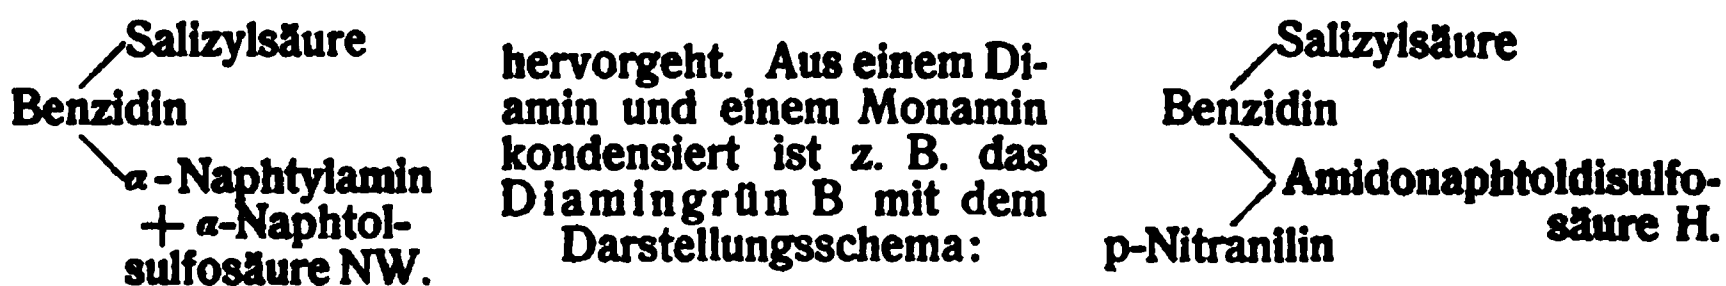 Salizylsäure
Benzidin
α-Naphtylamin
+ α-Naphtol-
sulfosäure NW.
hervorgeht. Aus einem Di-
amin und einem Monamin
kondensiert ist z. B. das
Diamingrün B mit dem
Darstellungsschema:
Salizylsäure
Benzidin
Amidonaphtoldisulfo-
säure H.
p-Nitranilin